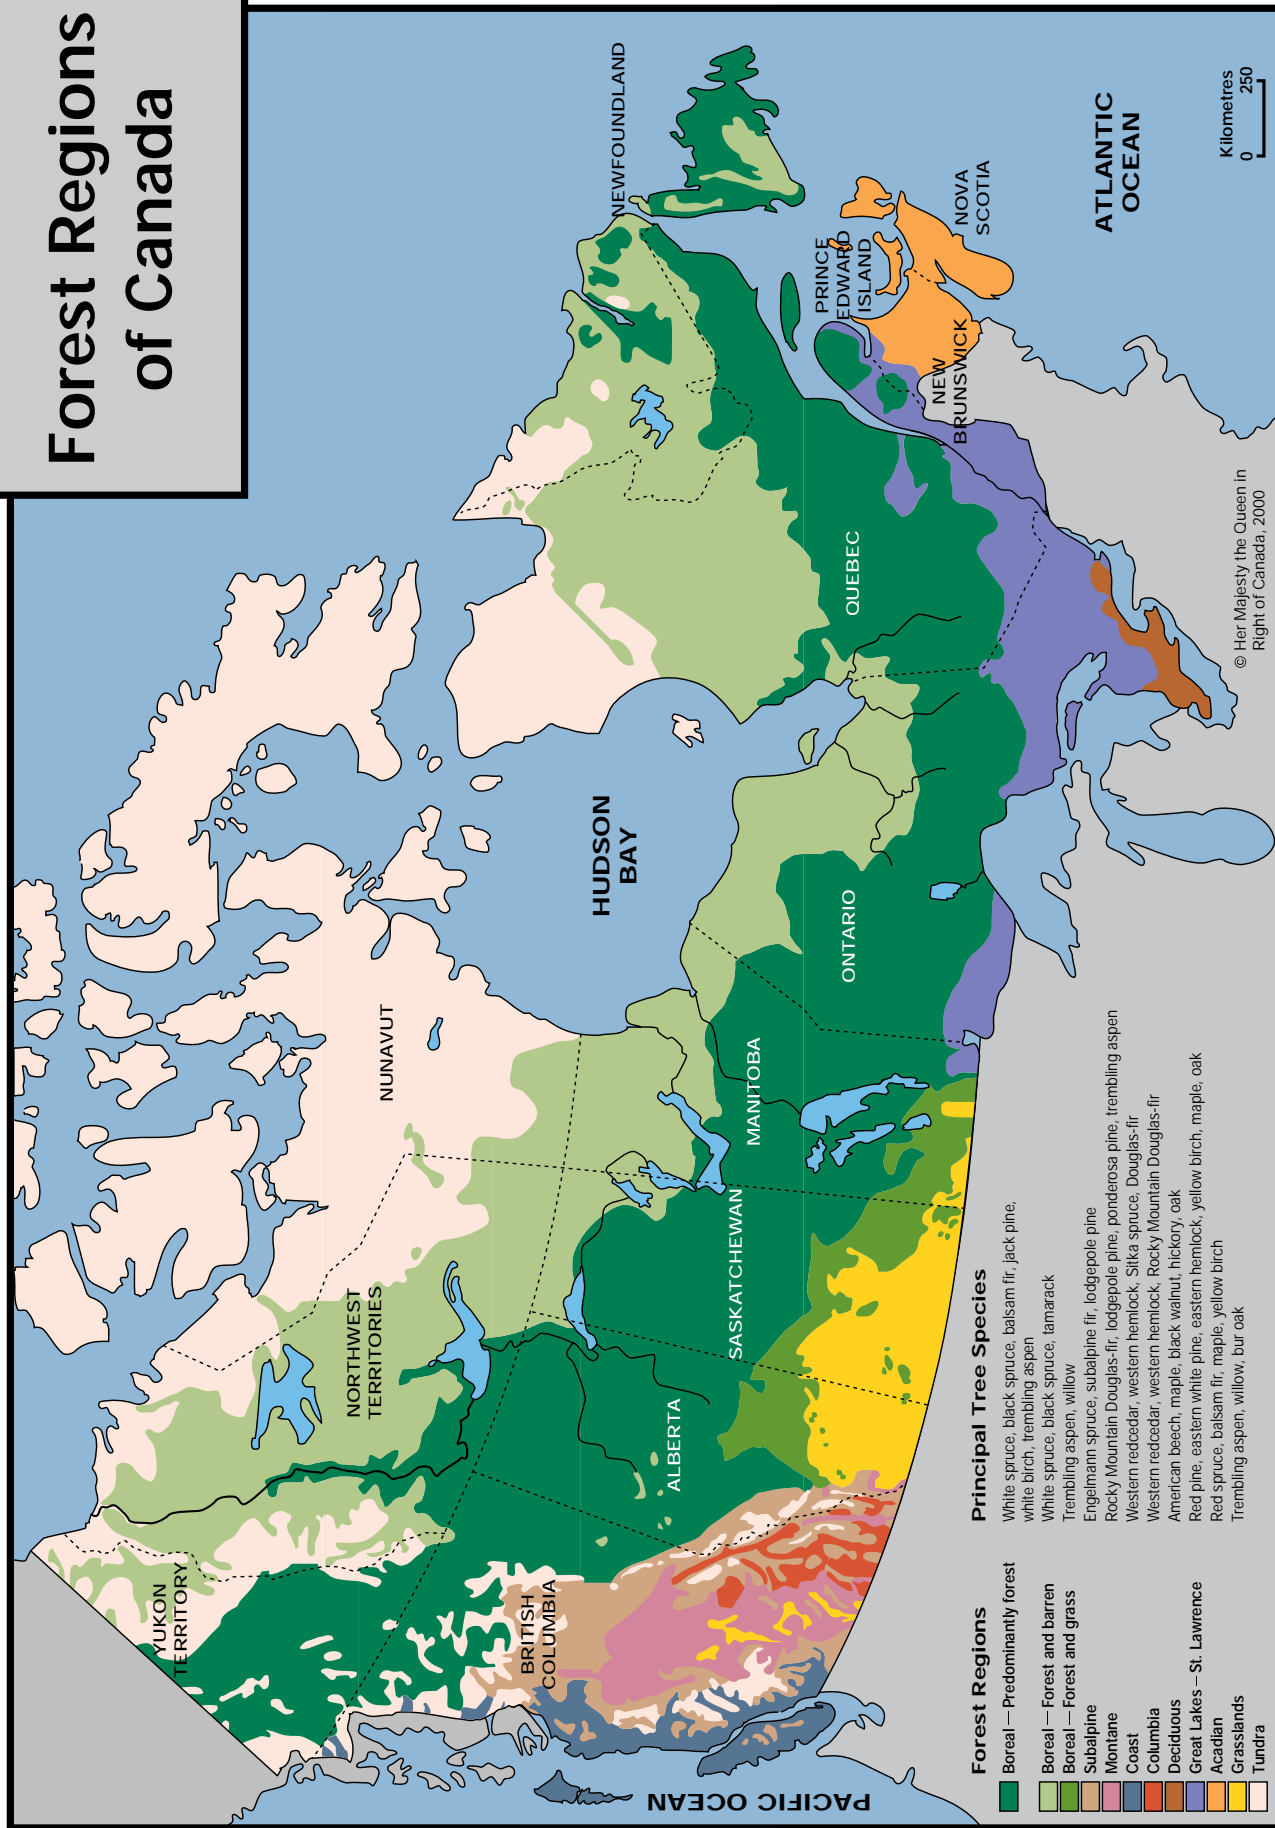 Forest Regions
of Canada
NEWFOUNDLAND
ATLANTIC
OCEAN
Kilometres
0 250
NOVA
SCOTIA
PRINCE
EDWARD
ISLAND
NEW
BRUNSWICK
QUEBEC
© Her Majesty the Queen in
Right of Canada, 2000
HUDSON
BAY
ONTARIO
NUNAVUT
MANITOBA
SASKATCHEWAN
NORTHWEST
TERRITORIES
ALBERTA
YUKON
TERRITORY
BRITISH
COLUMBIA
PACIFIC OCEAN
Forest Regions
Principal Tree Species
Boreal — Predominantly forest
White spruce, black spruce, balsam fir, jack pine,
white birch, trembling aspen
Boreal — Forest and barren
White spruce, black spruce, tamarack
Boreal — Forest and grass
Trembling aspen, willow
Subalpine
Engelmann spruce, subalpine fir, lodgepole pine
Montane
Rocky Mountain Douglas-fir, lodgepole pine, ponderosa pine, trembling aspen
Coast
Western redcedar, western hemlock, Sitka spruce, Douglas-fir
Columbia
Western redcedar, western hemlock, Rocky Mountain Douglas-fir
Deciduous
American beech, maple, black walnut, hickory, oak
Great Lakes — St. Lawrence
Red pine, eastern white pine, eastern hemlock, yellow birch, maple, oak
Acadian
Red spruce, balsam fir, maple, yellow birch
Grasslands
Trembling aspen, willow, bur oak
Tundra